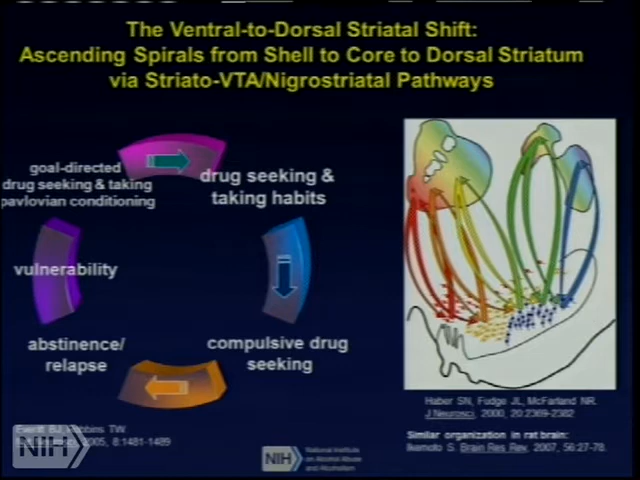 The Ventral-to-Dorsal Striatal Shift:
Ascending Spirals from Shell to Core to Dorsal Striatum
via Striato-VTA/Nigrostriatal Pathways
goal-directed
drug seeking & taking
pavlovian conditioning
drug seeking &
taking habits
vulnerability
abstinence/
relapse
compulsive drug
seeking
Haber SN, Fudge JL, McFarland NR.
J Neurosci, 2000, 20:2369-2382
Similar organization in rat brain:
Ikemoto S. Brain Res Rev, 2007, 56:27-78.
Everitt BJ, Robbins TW.
2005, 8:1481-1489
NIH
NIH
National Institute
on Alcohol Abuse
and Alcoholism